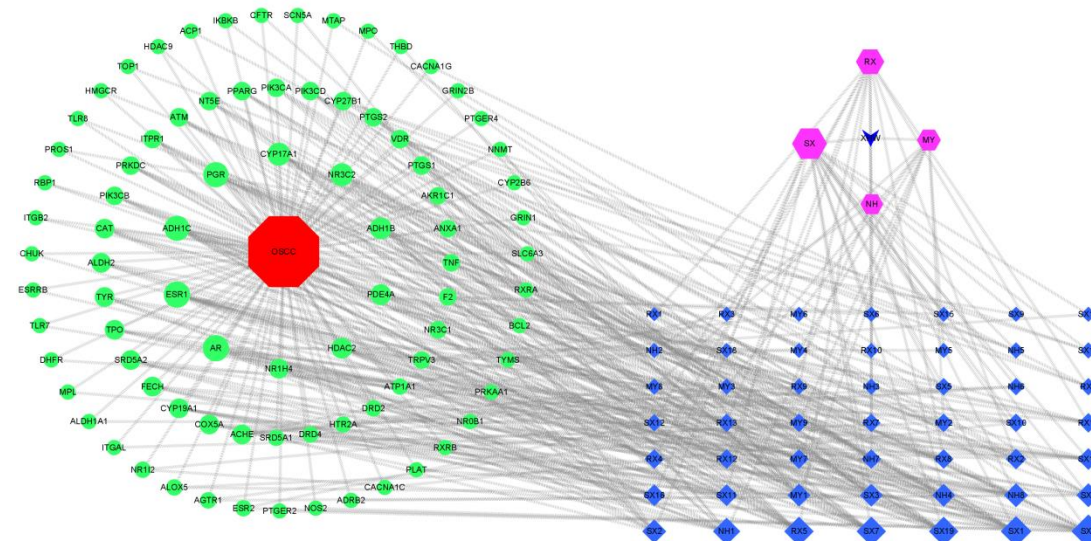 IKBKB CFTR SCN5A MTAP
ACP1 MPO
HDAC9 THBD
TOP1 CACNA1G
HMGCR GRIN2B
PPARG PIK3CA PIK3CD
NT5E CYP27B1
TLR8 ATM PTGS2 PTGER4
PROS1 ITPR1 VDR NNMT
PRKDC CYP17A1 PTGS1
RBP1 PGR NR3C2 CYP2B6
PIK3CB AKR1C1
ITGB2 CAT ADH1C ADH1B ANXA1 GRIN1
CHUK ALDH2 TNF SLC6A3
ESRRB TYR ESR1 PDE4A F2 RXRA
TLR7 TPO NR3C1 BCL2
DHFR SRD5A2 AR HDAC2 TRPV3 TYMS
NR1H4
MPL FECH ATP1A1 PRKAA1
ALDH1A1 CYP19A1 DRD2 NR0B1
COX5A ACHE SRD5A1 DRD4 HTR2A
ITGAL RXRB
NR1I2 PLAT
ALOX5 CACNA1C
AGTR1 ADRB2
ESR2 PTGER2 NOS2
RX
SX MY
NH
RX1 RX3 MY6 SX6 SX15 SX9
NH2 SX16 MY4 RX10 MY5 NH5
MY8 MY3 RX9 NH3 SX5 NH6
SX12 RX13 MY9 RX7 MY2 SX10
RX4 RX12 MY7 NH7 RX8 RX2
SX18 SX11 MY1 SX3 NH4 NH8
SX2 NH1 RX5 SX7 SX19 SX1